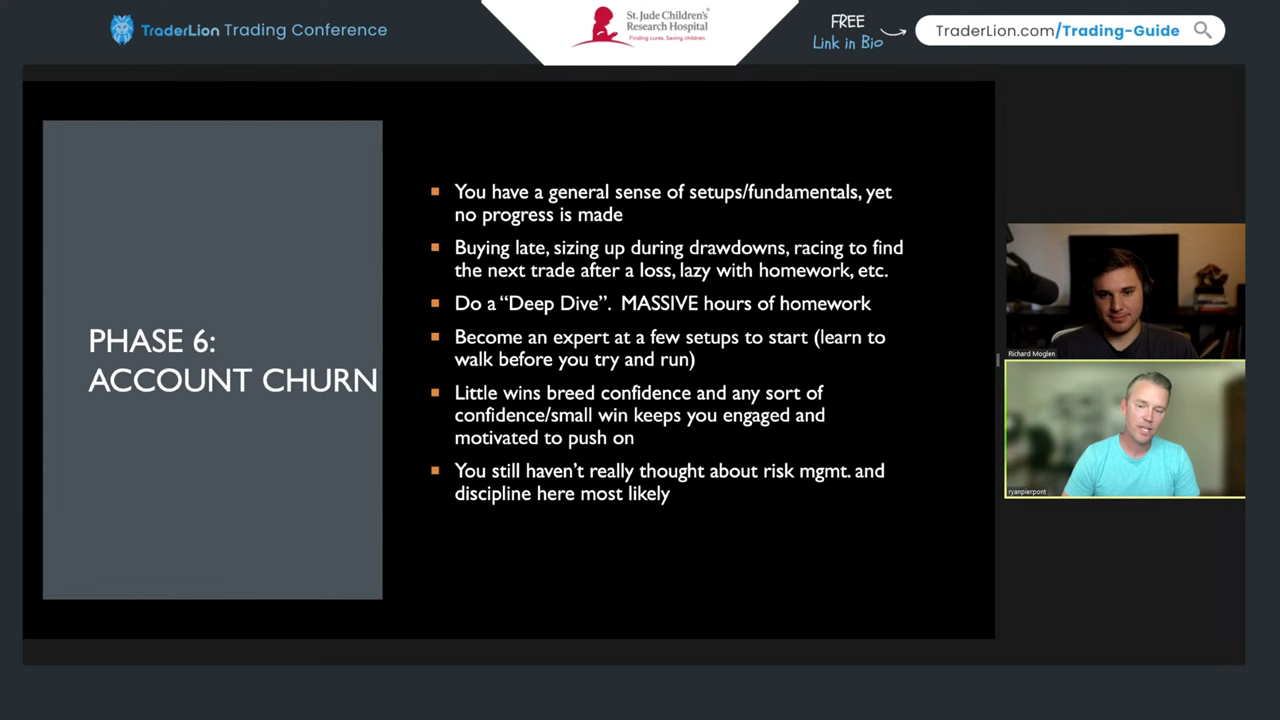 TraderLion Trading Conference
St. Jude Children's
Research Hospital
Finding cures. Saving children.
FREE
Link in Bio
TraderLion.com/Trading-Guide
PHASE 6:
ACCOUNT CHURN
You have a general sense of setups/fundamentals, yet
no progress is made
Buying late, sizing up during drawdowns, racing to find
the next trade after a loss, lazy with homework, etc.
Do a “Deep Dive”. MASSIVE hours of homework
Become an expert at a few setups to start (learn to
walk before you try and run)
Little wins breed confidence and any sort of
confidence/small win keeps you engaged and
motivated to push on
You still haven’t really thought about risk mgmt. and
discipline here most likely
Richard Moglen
ryanpierpont